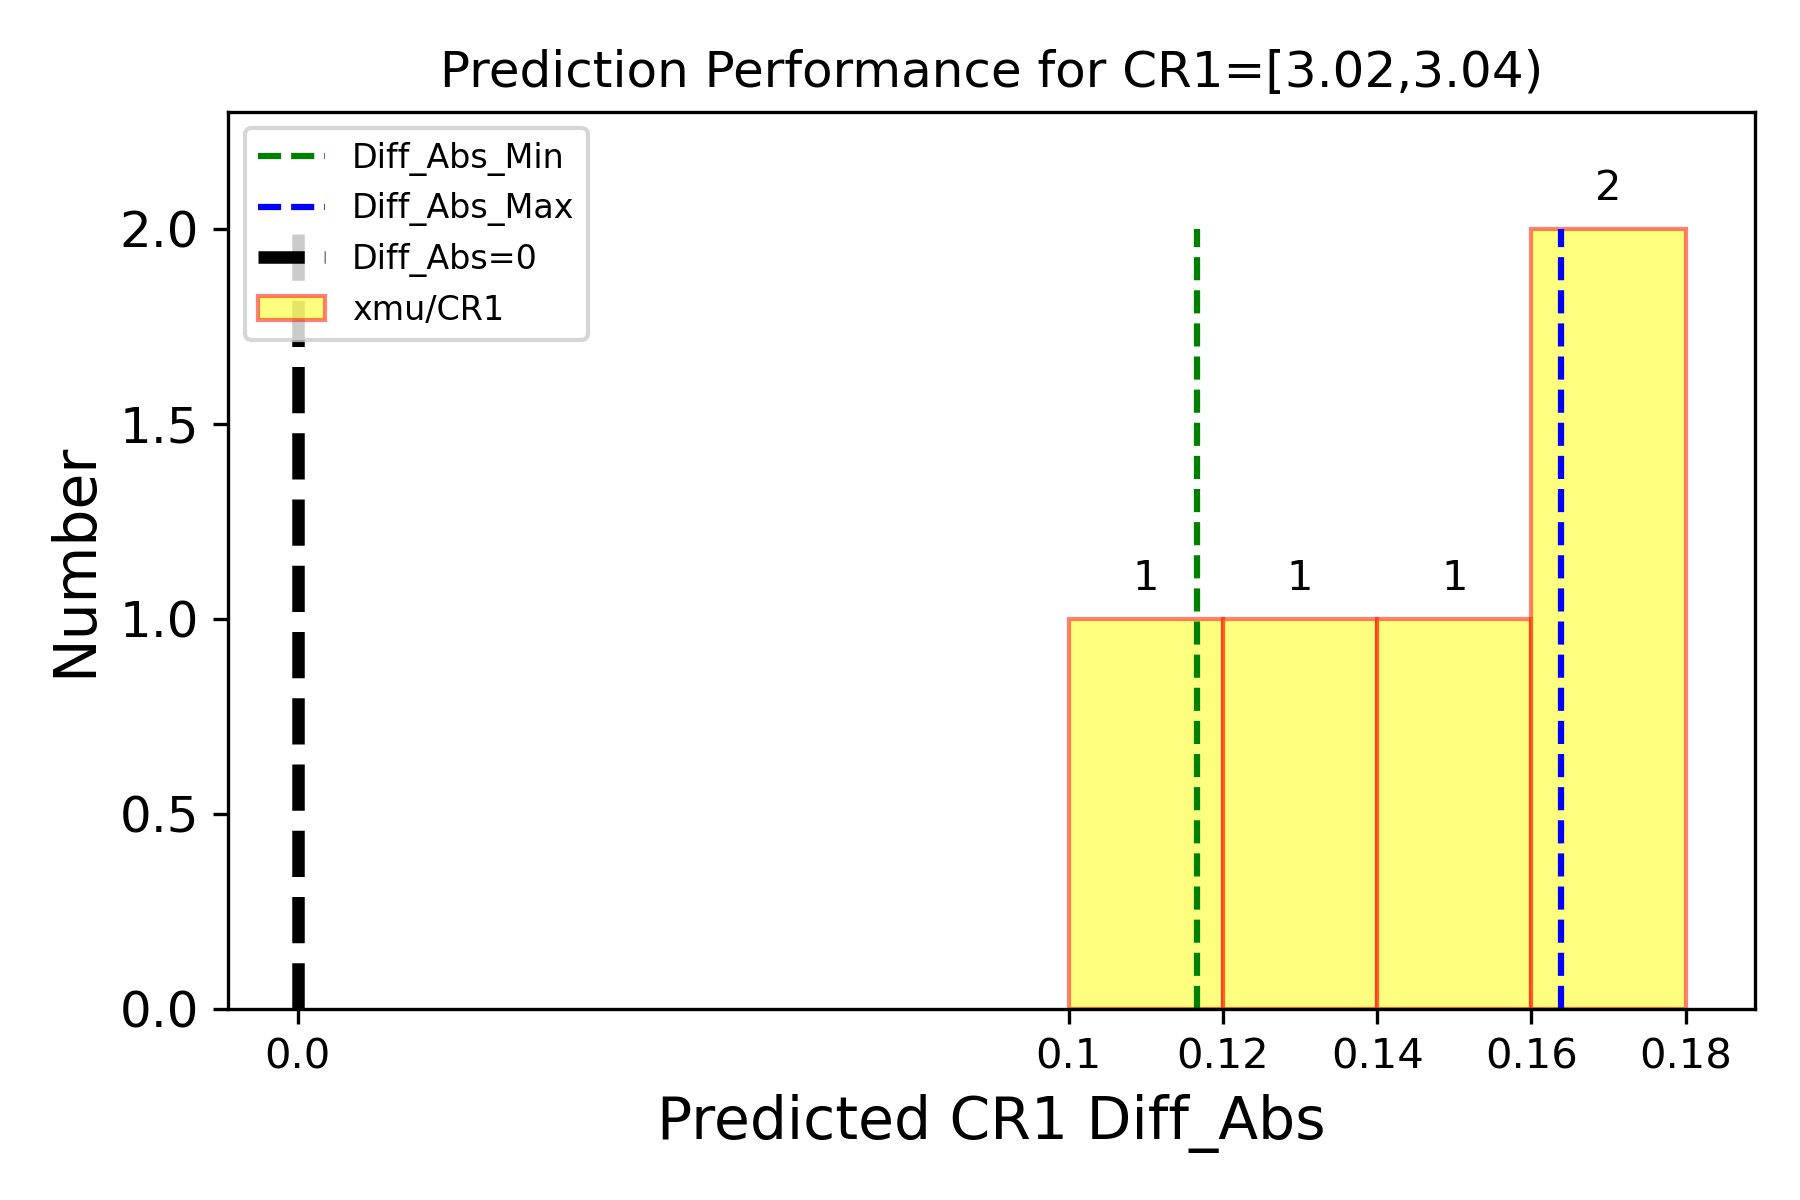 Prediction Performance for CR1=[3.02,3.04)
Diff_Abs_Min
Diff_Abs_Max
Diff_Abs=0
xmu/CR1
2
1 1 1
2.0
1.5
1.0
0.5
0.0
Number
0.0 0.1 0.12 0.14 0.16 0.18
Predicted CR1 Diff_Abs